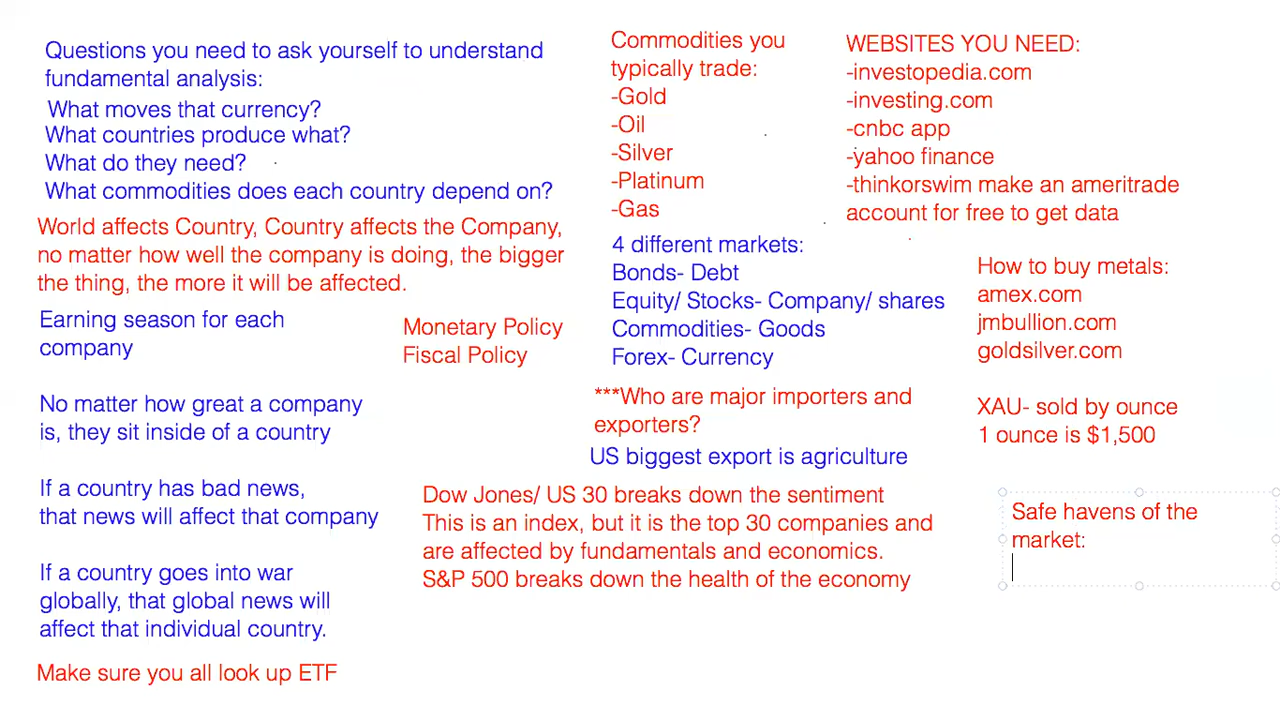 Questions you need to ask yourself to understand
fundamental analysis:
What moves that currency?
What countries produce what?
What do they need?
What commodities does each country depend on?
World affects Country, Country affects the Company,
no matter how well the company is doing, the bigger
the thing, the more it will be affected.
Earning season for each
company
No matter how great a company
is, they sit inside of a country
If a country has bad news,
that news will affect that company
If a country goes into war
globally, that global news will
affect that individual country.
Make sure you all look up ETF
Monetary Policy
Fiscal Policy
Commodities you
typically trade:
-Gold
-Oil
-Silver
-Platinum
-Gas
4 different markets:
Bonds- Debt
Equity/ Stocks- Company/ shares
Commodities- Goods
Forex- Currency
***Who are major importers and
exporters?
US biggest export is agriculture
Dow Jones/ US 30 breaks down the sentiment
This is an index, but it is the top 30 companies and
are affected by fundamentals and economics.
S&P 500 breaks down the health of the economy
WEBSITES YOU NEED:
-investopedia.com
-investing.com
-cnbc app
-yahoo finance
-thinkorswim make an ameritrade
account for free to get data
How to buy metals:
amex.com
jmbullion.com
goldsilver.com
XAU- sold by ounce
1 ounce is $1,500
Safe havens of the
market: